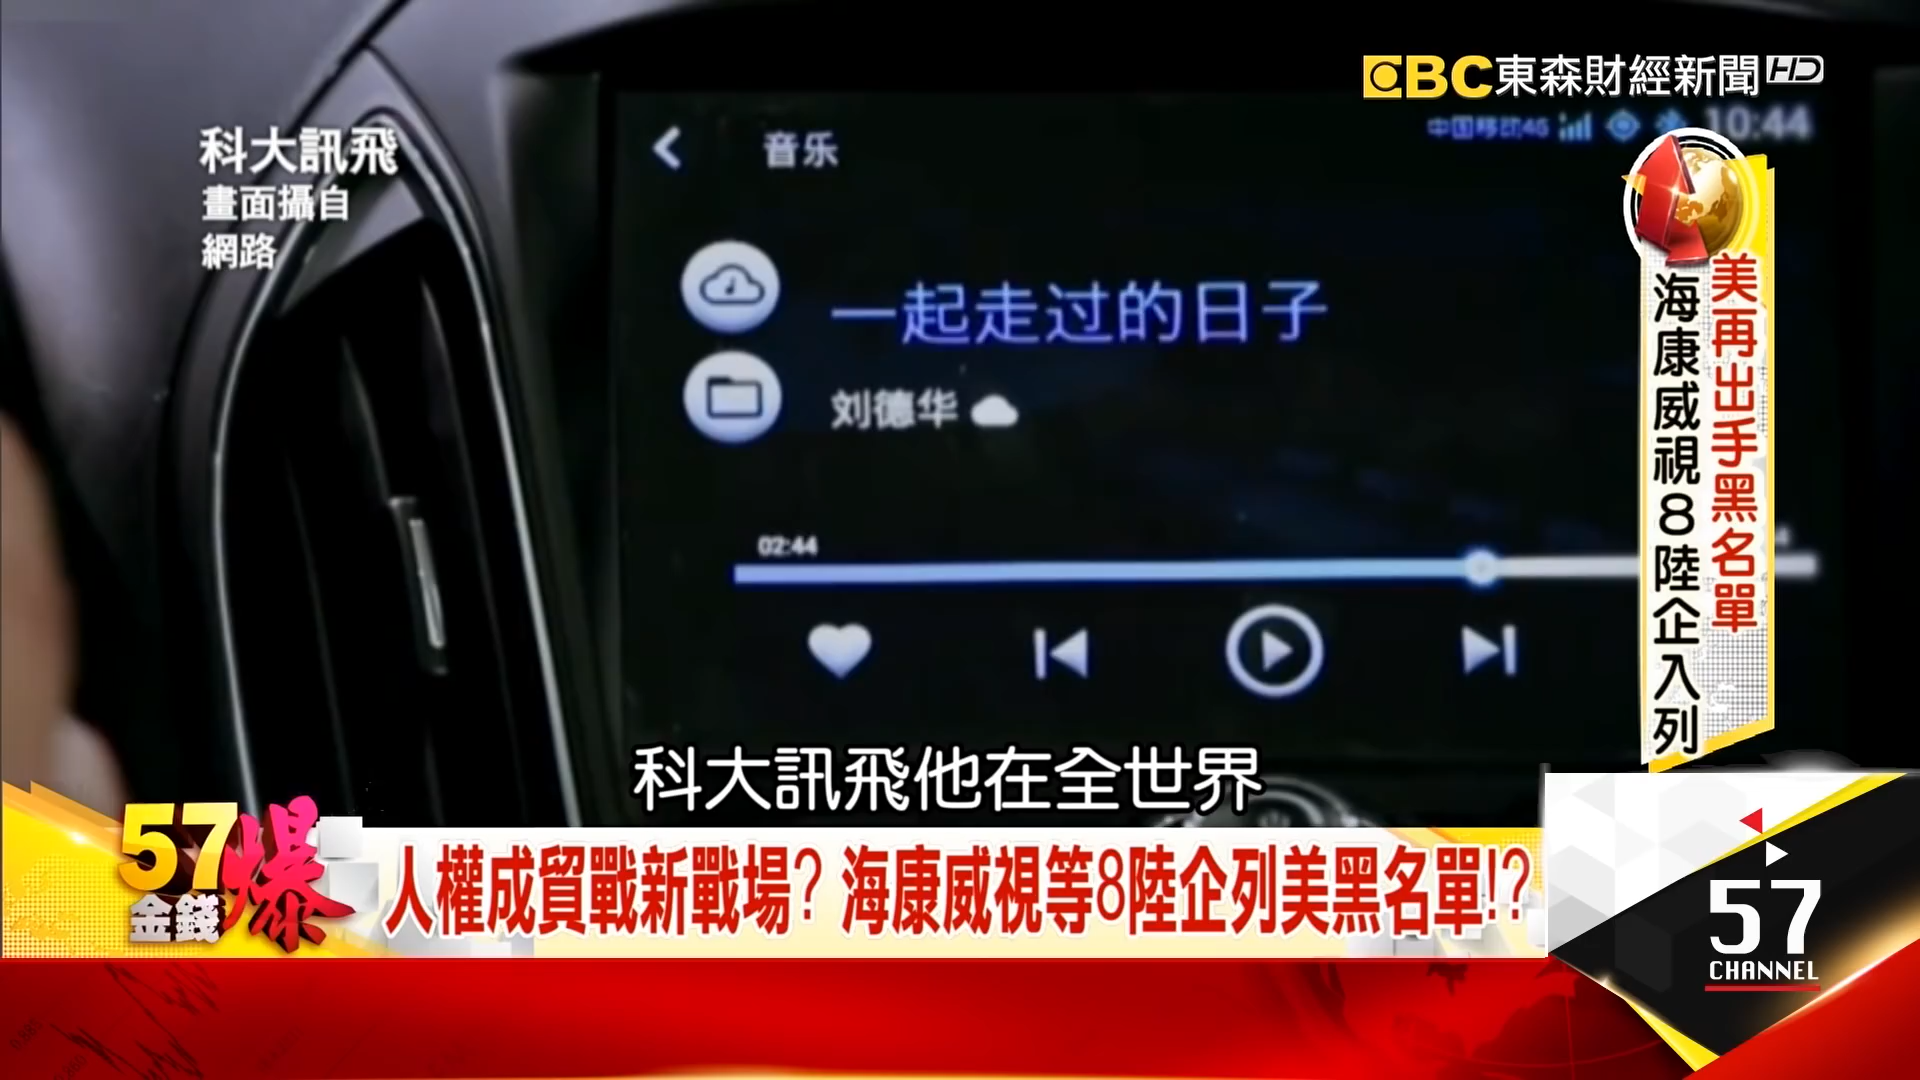 EBC東森財經新聞HD
科大訊飛
畫面攝自
網路
音乐
中国移动4G
10:44
一起走过的日子
刘德华
02:44
美再出手黑名單
海康威視8陸企入列
科大訊飛他在全世界
57金錢爆
人權成貿戰新戰場?海康威視等8陸企列美黑名單!?
57
CHANNEL